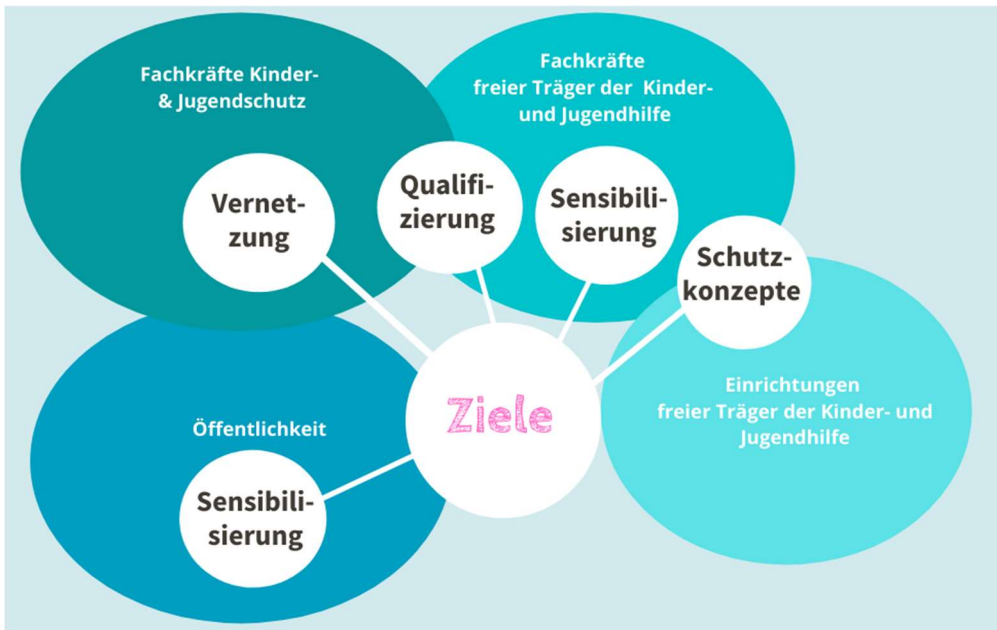 Fachkräfte Kinder-
& Jugendschutz
Fachkräfte
freier Träger der Kinder-
und Jugendhilfe
Vernet-
zung
Qualifi-
zierung
Sensibili-
sierung
Schutz-
konzepte
Ziele
Einrichtungen
freier Träger der Kinder- und
Jugendhilfe
Öffentlichkeit
Sensibili-
sierung